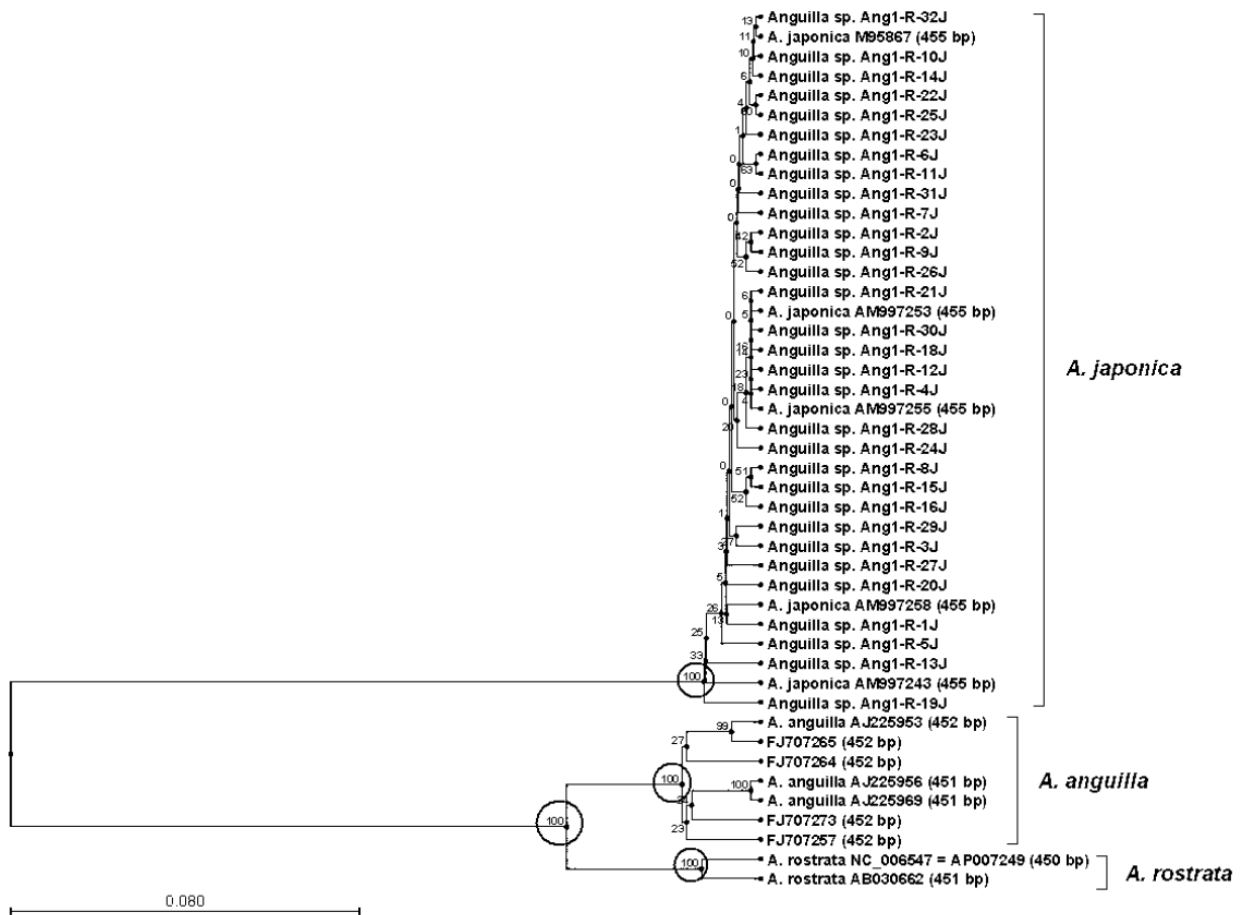 Anguilla sp. Ang1-R-32J
A. japonica M95867 (455 bp)
Anguilla sp. Ang1-R-10J
Anguilla sp. Ang1-R-14J
Anguilla sp. Ang1-R-22J
Anguilla sp. Ang1-R-25J
Anguilla sp. Ang1-R-23J
Anguilla sp. Ang1-R-6J
Anguilla sp. Ang1-R-11J
Anguilla sp. Ang1-R-31J
Anguilla sp. Ang1-R-7J
Anguilla sp. Ang1-R-2J
Anguilla sp. Ang1-R-9J
Anguilla sp. Ang1-R-26J
Anguilla sp. Ang1-R-21J
A. japonica AM997253 (455 bp)
Anguilla sp. Ang1-R-30J
Anguilla sp. Ang1-R-18J
Anguilla sp. Ang1-R-12J
Anguilla sp. Ang1-R-4J
A. japonica AM997255 (455 bp)
Anguilla sp. Ang1-R-28J
Anguilla sp. Ang1-R-24J
Anguilla sp. Ang1-R-8J
Anguilla sp. Ang1-R-15J
Anguilla sp. Ang1-R-16J
Anguilla sp. Ang1-R-29J
Anguilla sp. Ang1-R-3J
Anguilla sp. Ang1-R-27J
Anguilla sp. Ang1-R-20J
A. japonica AM997258 (455 bp)
Anguilla sp. Ang1-R-1J
Anguilla sp. Ang1-R-5J
Anguilla sp. Ang1-R-13J
A. japonica AM997243 (455 bp)
Anguilla sp. Ang1-R-19J
A. anguilla AJ225953 (452 bp)
FJ707265 (452 bp)
FJ707264 (452 bp)
A. anguilla AJ225956 (451 bp)
A. anguilla AJ225969 (451 bp)
FJ707273 (452 bp)
FJ707257 (452 bp)
A. rostrata NC_006547 = AP007249 (450 bp)
A. rostrata AB030662 (451 bp)
A. japonica
A. anguilla
A. rostrata
13
11
10
6
4
1
0
63
0
0
52
6
0
5
16
14
23
18
4
0
0
51
52
1
3
5
26
13
25
33
100
99
27
100
100
23
100
100
0.080